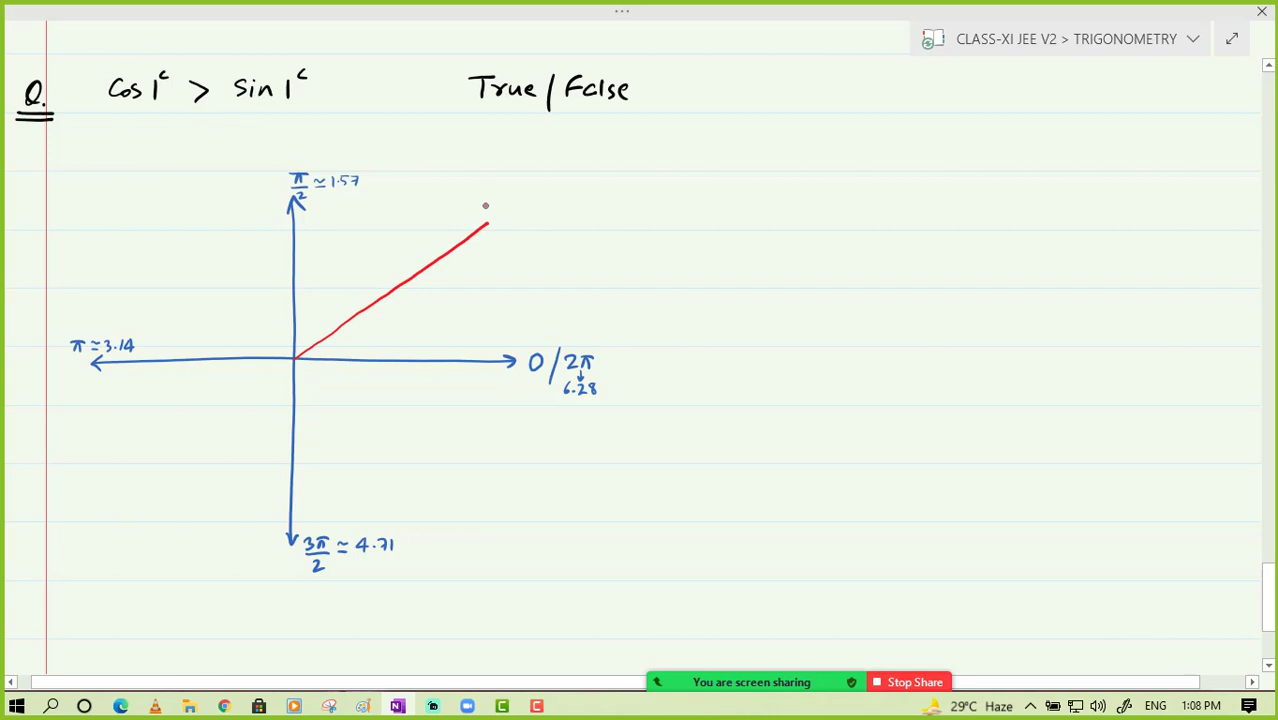 CLASS-XI JEE V2 > TRIGONOMETRY
Q. Cos 1ᶜ > Sin 1ᶜ True/False
π/2 ≃ 1.57
π ≃ 3.14
0/2π
6.28
3π/2 ≃ 4.71
You are screen sharing Stop Share
29°C Haze ENG 1:08 PM